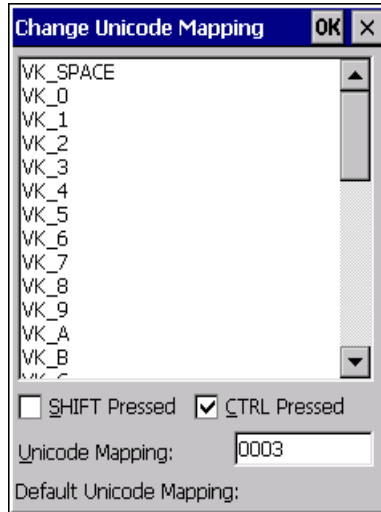 Change Unicode Mapping OK ×
VK_SPACE
VK_0
VK_1
VK_2
VK_3
VK_4
VK_5
VK_6
VK_7
VK_8
VK_9
VK_A
VK_B
SHIFT Pressed CTRL Pressed
Unicode Mapping: 0003
Default Unicode Mapping: